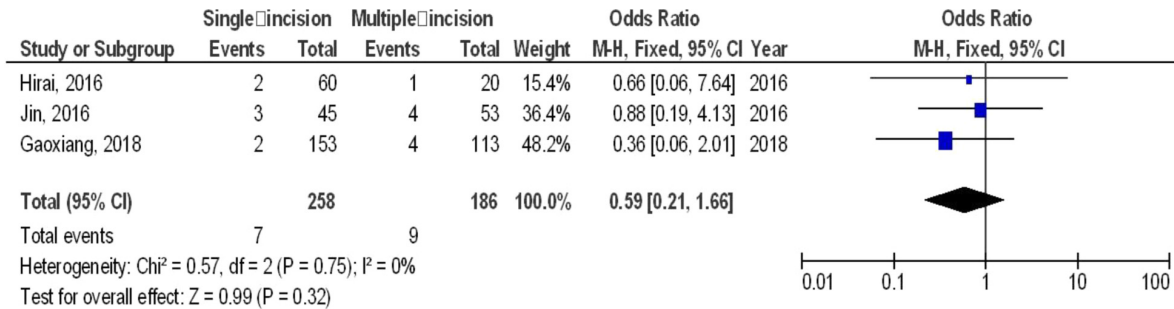 Single□incision Multiple□incision Odds Ratio Odds Ratio
Study or Subgroup Events Total Events Total Weight M-H, Fixed, 95% CI Year M-H, Fixed, 95% CI
Hirai, 2016 2 60 1 20 15.4% 0.66 [0.06, 7.64] 2016
Jin, 2016 3 45 4 53 36.4% 0.88 [0.19, 4.13] 2016
Gaoxiang, 2018 2 153 4 113 48.2% 0.36 [0.06, 2.01] 2018
Total (95% CI) 258 186 100.0% 0.59 [0.21, 1.66]
Total events 7 9
Heterogeneity: Chi² = 0.57, df = 2 (P = 0.75); I² = 0%
Test for overall effect: Z = 0.99 (P = 0.32)
0.01 0.1 1 10 100